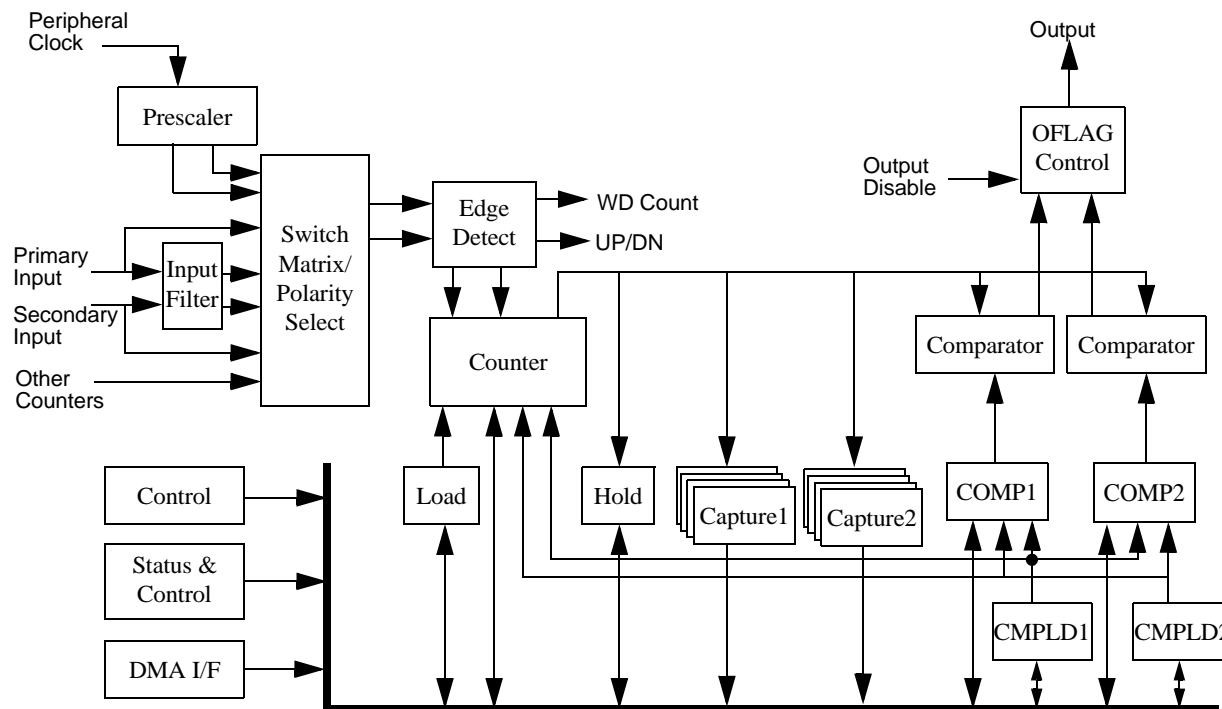 Peripheral
Clock
Output
Prescaler
OFLAG
Control
Output
Disable
Edge
Detect
WD Count
UP/DN
Switch
Matrix/
Polarity
Select
Primary
Input
Input
Filter
Secondary
Input
Other
Counters
Counter
Comparator
Comparator
Control
Load
Hold
Capture1
Capture2
COMP1
COMP2
Status &
Control
DMA I/F
CMPLD1
CMPLD2